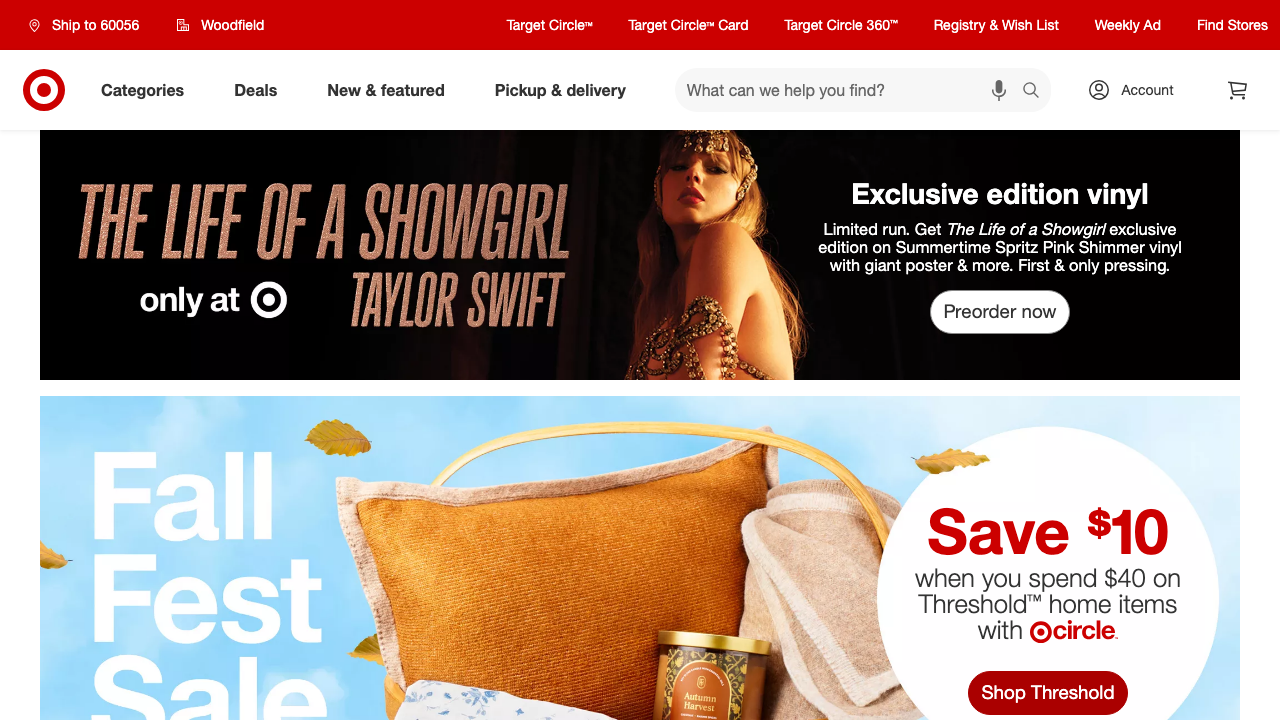 Ship to 60056
Woodfield
Target Circle™
Target Circle™ Card
Target Circle 360™
Registry & Wish List
Weekly Ad
Find Stores
Categories
Deals
New & featured
Pickup & delivery
What can we help you find?
Account
THE LIFE OF A SHOWGIRL
only at
TAYLOR SWIFT
Exclusive edition vinyl
Limited run. Get The Life of a Showgirl exclusive
edition on Summertime Spritz Pink Shimmer vinyl
with giant poster & more. First & only pressing.
Preorder now
Fall
Fest
Sale
Autumn
Harvest
Save $10
when you spend $40 on
Threshold™ home items
with circle™
Shop Threshold